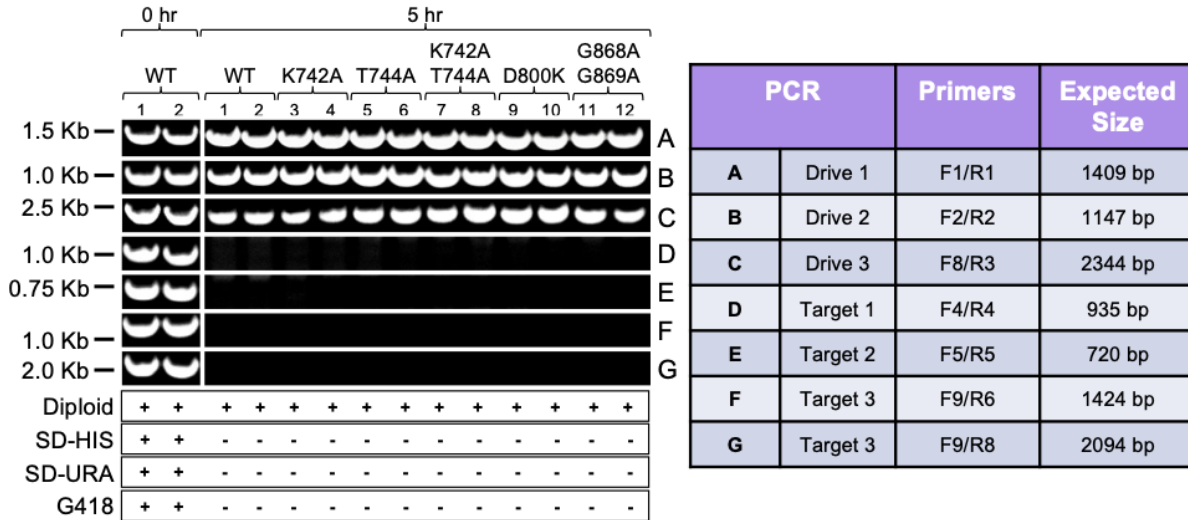 0 hr 5 hr
K742A G868A
WT WT K742A T744A T744A D800K G869A
1 2 1 2 3 4 5 6 7 8 9 10 11 12
1.5 Kb A
1.0 Kb B
2.5 Kb C
1.0 Kb D
0.75 Kb E
1.0 Kb F
2.0 Kb G
Diploid + + + + + + + + + + + + + +
SD-HIS + + - - - - - - - - - - - -
SD-URA + + - - - - - - - - - - - -
G418 + + - - - - - - - - - - - -
PCR Primers Expected
Size
A Drive 1 F1/R1 1409 bp
B Drive 2 F2/R2 1147 bp
C Drive 3 F8/R3 2344 bp
D Target 1 F4/R4 935 bp
E Target 2 F5/R5 720 bp
F Target 3 F9/R6 1424 bp
G Target 3 F9/R8 2094 bp